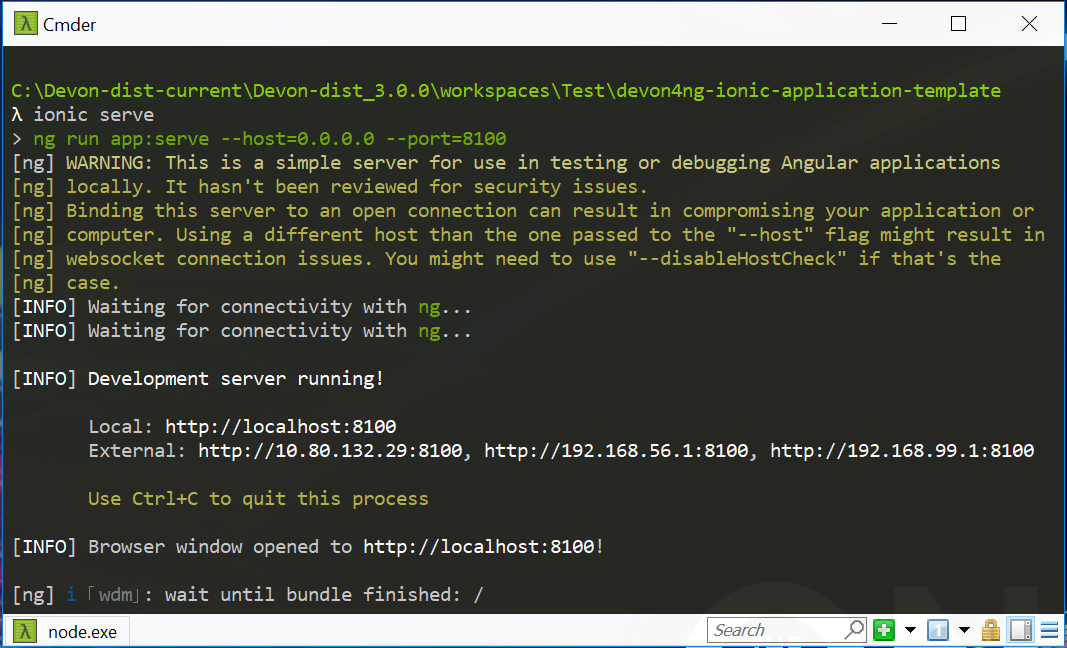 Cmder
C:\Devon-dist-current\Devon-dist_3.0.0\workspaces\Test\devon4ng-ionic-application-template
λ ionic serve
> ng run app:serve --host=0.0.0.0 --port=8100
[ng] WARNING: This is a simple server for use in testing or debugging Angular applications
[ng] locally. It hasn't been reviewed for security issues.
[ng] Binding this server to an open connection can result in compromising your application or
[ng] computer. Using a different host than the one passed to the "--host" flag might result in
[ng] websocket connection issues. You might need to use "--disableHostCheck" if that's the
[ng] case.
[INFO] Waiting for connectivity with ng...
[INFO] Waiting for connectivity with ng...
[INFO] Development server running!
Local: http://localhost:8100
External: http://10.80.132.29:8100, http://192.168.56.1:8100, http://192.168.99.1:8100
Use Ctrl+C to quit this process
[INFO] Browser window opened to http://localhost:8100!
[ng] i 「wdm」: wait until bundle finished: /
λ node.exe Search 1